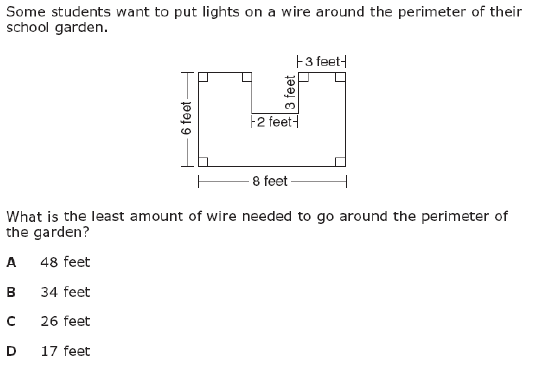 Some students want to put lights on a wire around the perimeter of their
school garden.
3 feet
3 feet
6 feet
2 feet
8 feet
What is the least amount of wire needed to go around the perimeter of
the garden?
A 48 feet
B 34 feet
C 26 feet
D 17 feet